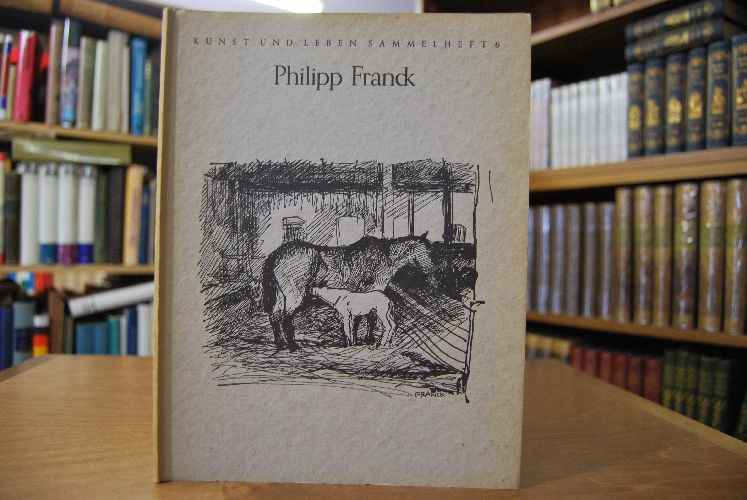 KUNST UND LEBEN SAMMELHEFT 6
Philipp Franck
FRANCK